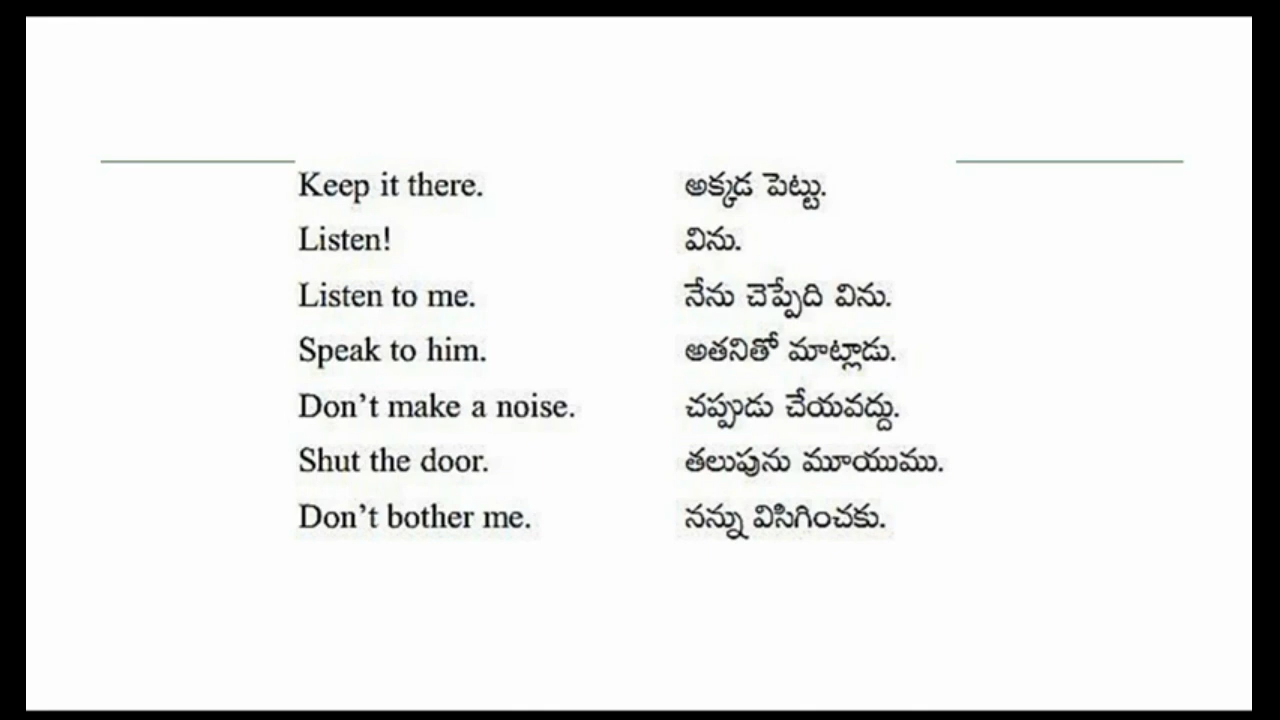 Keep it there. అక్కడ పెట్టు.
Listen! విను.
Listen to me. నేను చెప్పేది విను.
Speak to him. అతనితో మాట్లాడు.
Don’t make a noise. చప్పుడు చేయవద్దు.
Shut the door. తలుపును మూయుము.
Don’t bother me. నన్ను విసిగించకు.